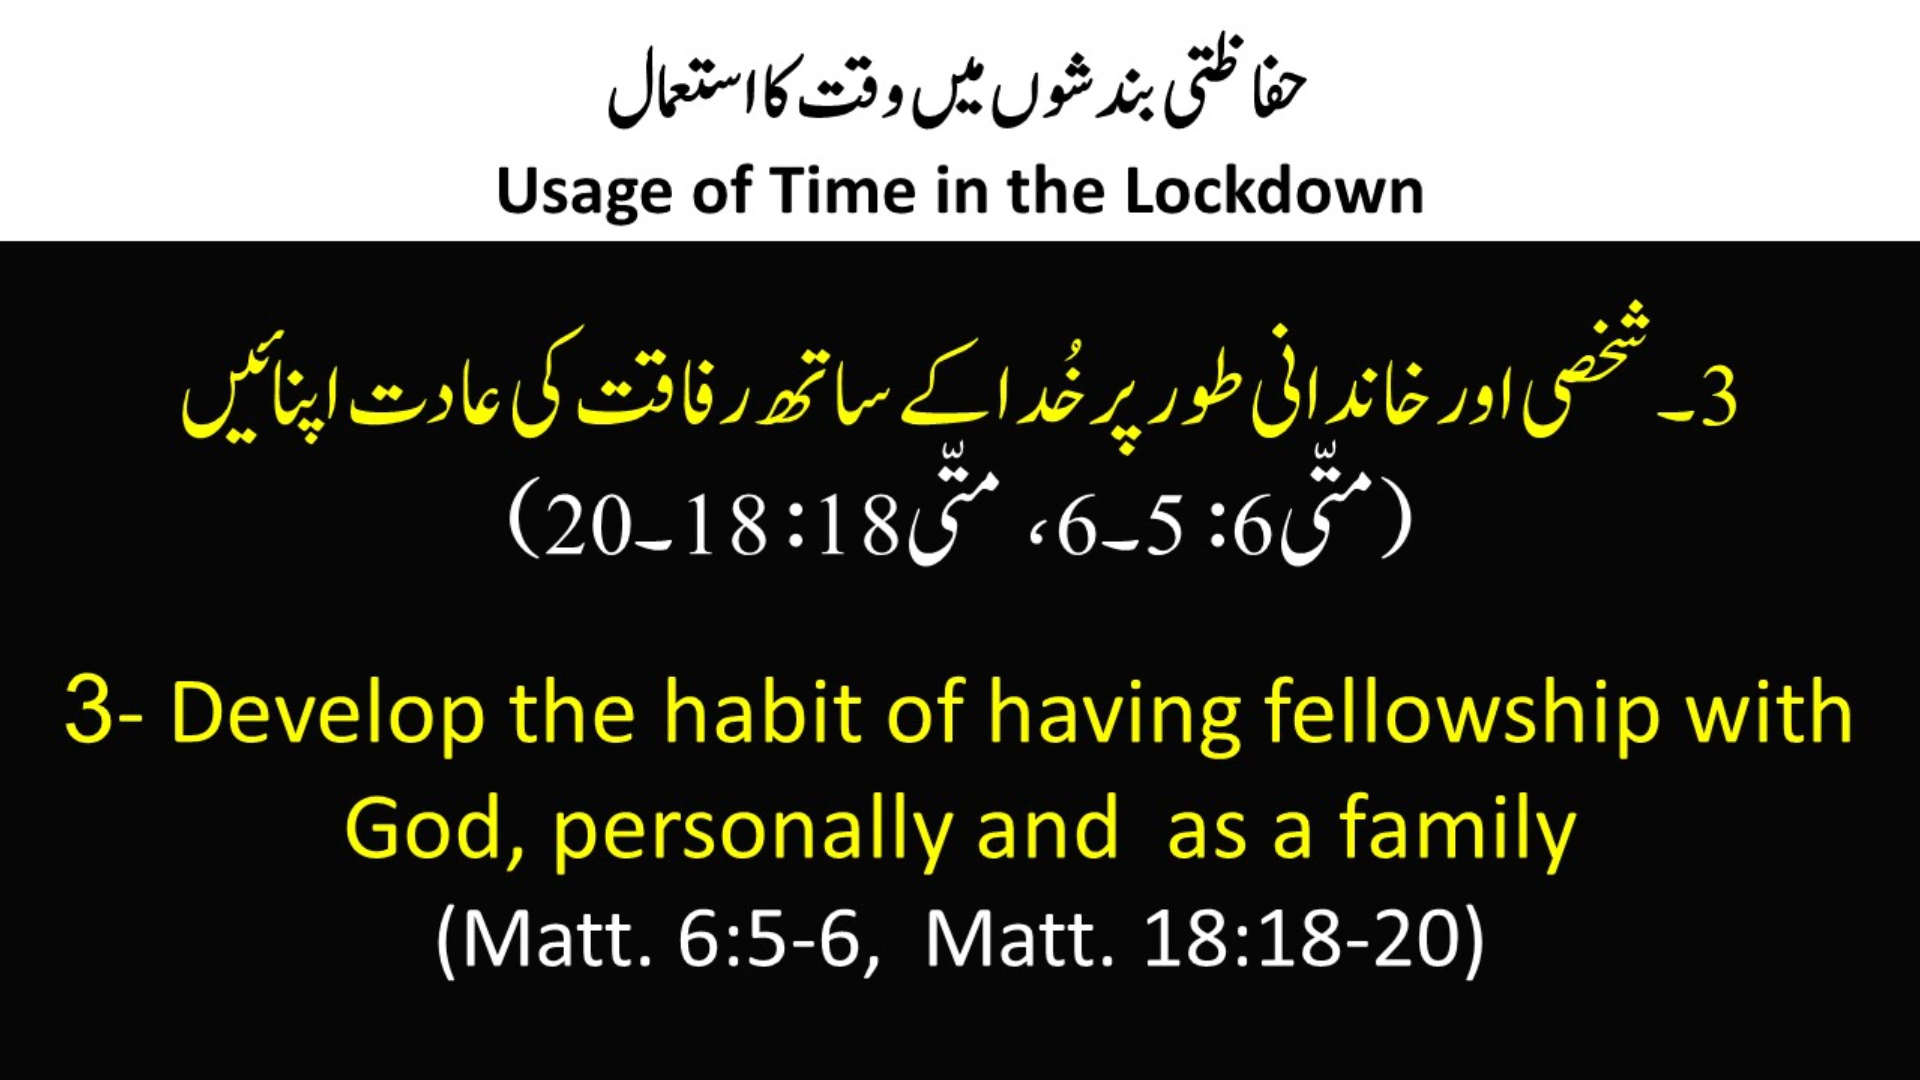 حفاظتی بندشوں میں وقت کا استعمال
Usage of Time in the Lockdown
3۔ شخصی اور خاندانی طور پر خُدا کے ساتھ رفاقت کی عادت اپنائیں
(متّی6: 5۔6، متّی18: 18۔20)
3- Develop the habit of having fellowship with
God, personally and  as a family
(Matt. 6:5-6,  Matt. 18:18-20)